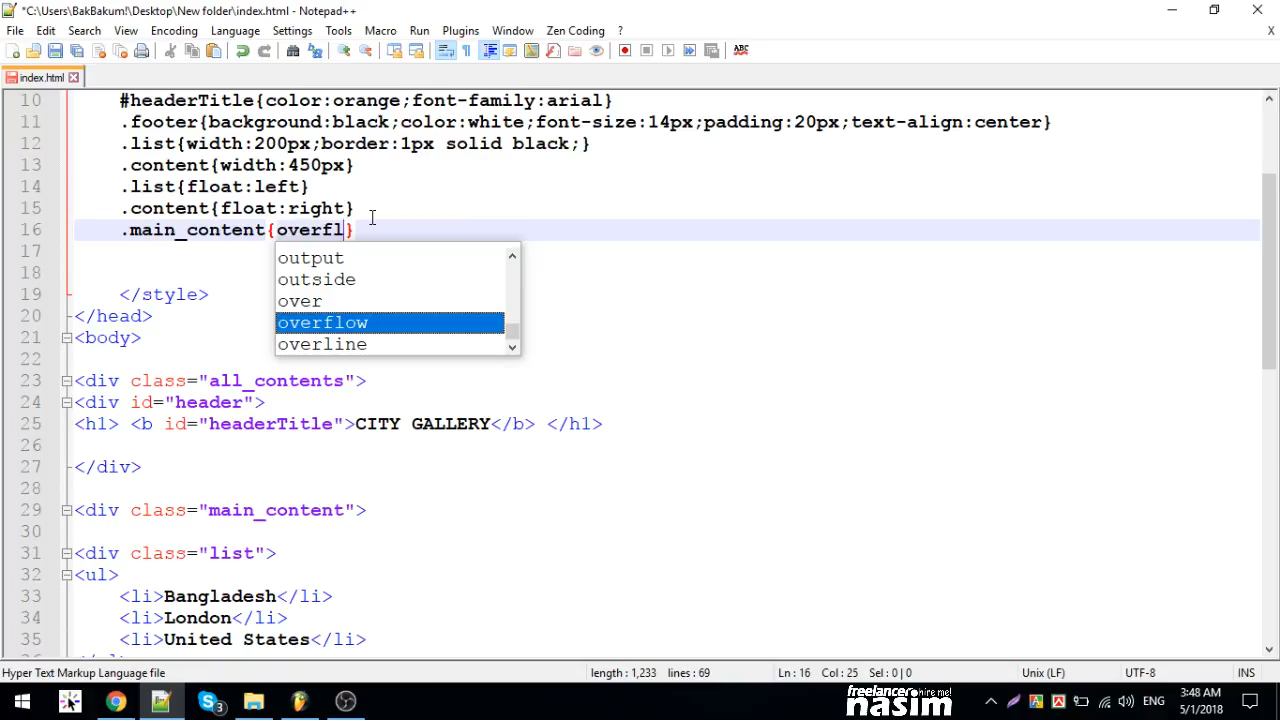 *C:\Users\BakBakum!\Desktop\New folder\index.html - Notepad++
File Edit Search View Encoding Language Settings Tools Macro Run Plugins Window Zen Coding ? X
ABC
index.html
10 #headerTitle{color:orange;font-family:arial}
11 .footer{background:black;color:white;font-size:14px;padding:20px;text-align:center}
12 .list{width:200px;border:1px solid black;}
13 .content{width:450px}
14 .list{float:left}
15 .content{float:right}
16 .main_content{overfl}
17
output
18
outside
19 </style>
over
20 </head>
overflow
21 <body>
overline
22
23 <div class="all_contents">
24 <div id="header">
25 <h1> <b id="headerTitle">CITY GALLERY</b> </h1>
26
27 </div>
28
29 <div class="main_content">
30
31 <div class="list">
32 <ul>
33 <li>Bangladesh</li>
34 <li>London</li>
35 <li>United States</li>
Hyper Text Markup Language file length : 1,233 lines : 69 Ln : 16 Col : 25 Sel : 0 | 0 Unix (LF) UTF-8 INS
3
freelancer hire me!
nasim
ENG
3:48 AM
5/1/2018